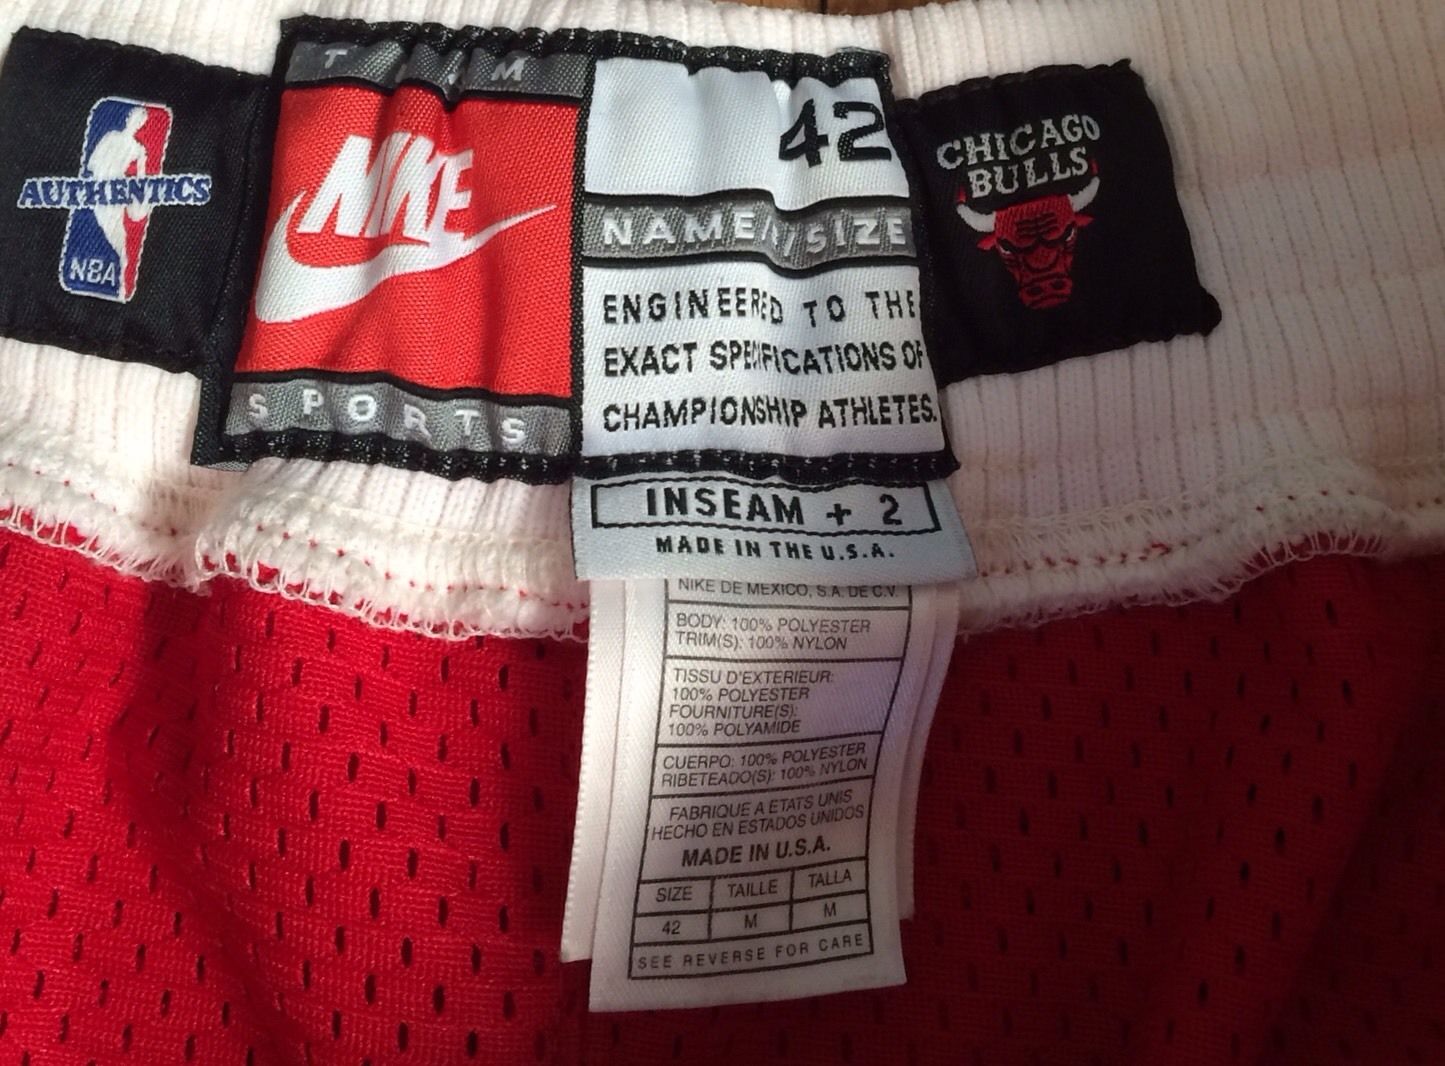 AUTHENTICS
NBA
T M
NIKE
SPORTS
42
NAME/SIZE
ENGINEERED TO THE
EXACT SPECIFICATIONS OF
CHAMPIONSHIP ATHLETES.
CHICAGO
BULLS
INSEAM + 2
MADE IN THE U.S.A.
NIKE DE MEXICO, S.A. DE C.V.
BODY: 100% POLYESTER
TRIM(S): 100% NYLON
TISSU D'EXTERIEUR:
100% POLYESTER
FOURNITURE(S):
100% POLYAMIDE
CUERPO: 100% POLYESTER
RIBETEADO(S): 100% NYLON
FABRIQUE A ETATS UNIS
HECHO EN ESTADOS UNIDOS
MADE IN U.S.A.
SIZE TAILLE TALLA
42 M M
SEE REVERSE FOR CARE